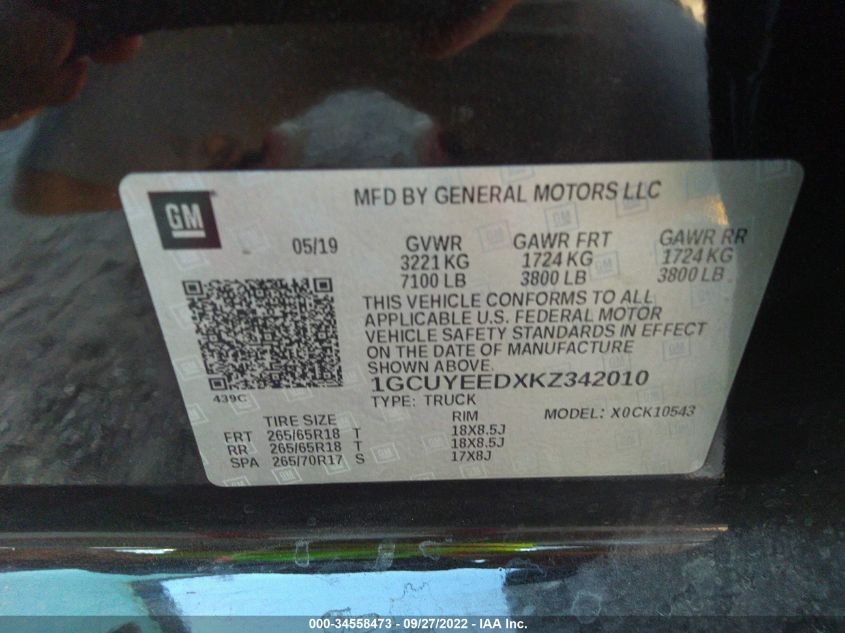 MFD BY GENERAL MOTORS LLC
GM
05/19 GVWR GAWR FRT GAWR RR
3221 KG 1724 KG 1724 KG
7100 LB 3800 LB 3800 LB
THIS VEHICLE CONFORMS TO ALL
APPLICABLE U.S. FEDERAL MOTOR
VEHICLE SAFETY STANDARDS IN EFFECT
ON THE DATE OF MANUFACTURE
SHOWN ABOVE.
439C 1GCUYEEDXKZ342010
TYPE: TRUCK
TIRE SIZE RIM MODEL: X0CK10543
FRT 265/65R18 T 18X8.5J
RR 265/65R18 T 18X8.5J
SPA 265/70R17 S 17X8J
000-34558473 - 09/27/2022 - IAA Inc.